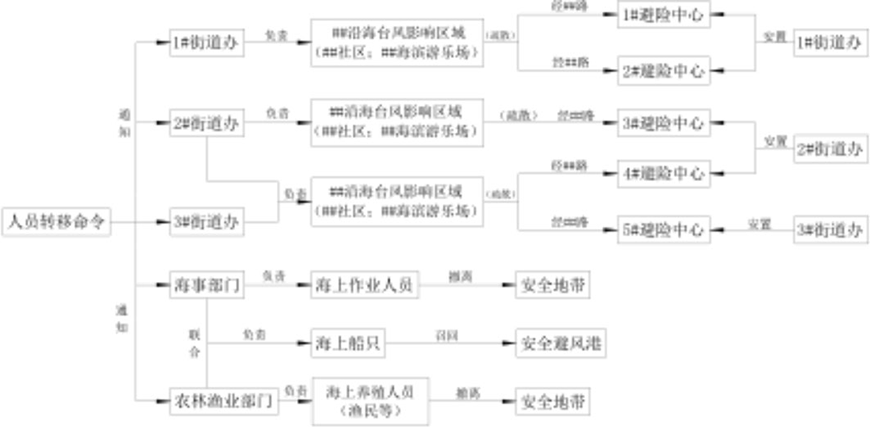 经##路
1#避险中心
1#街道办
负责
##沿海台风影响区域
(##社区；##海滨游乐场)
(疏散)
安置
1#街道办
经##路
2#避险中心
通知
2#街道办
负责
##沿海台风影响区域
(##社区；##海滨游乐场)
(疏散)
经##路
3#避险中心
安置
2#街道办
经##路
4#避险中心
负责
##沿海台风影响区域
(##社区；##海滨游乐场)
(疏散)
人员转移命令
3#街道办
经##路
5#避险中心
安置
3#街道办
海事部门
负责
海上作业人员
撤离
安全地带
通知
联合
负责
海上船只
召回
安全避风港
农林渔业部门
负责
海上养殖人员
(渔民等)
撤离
安全地带